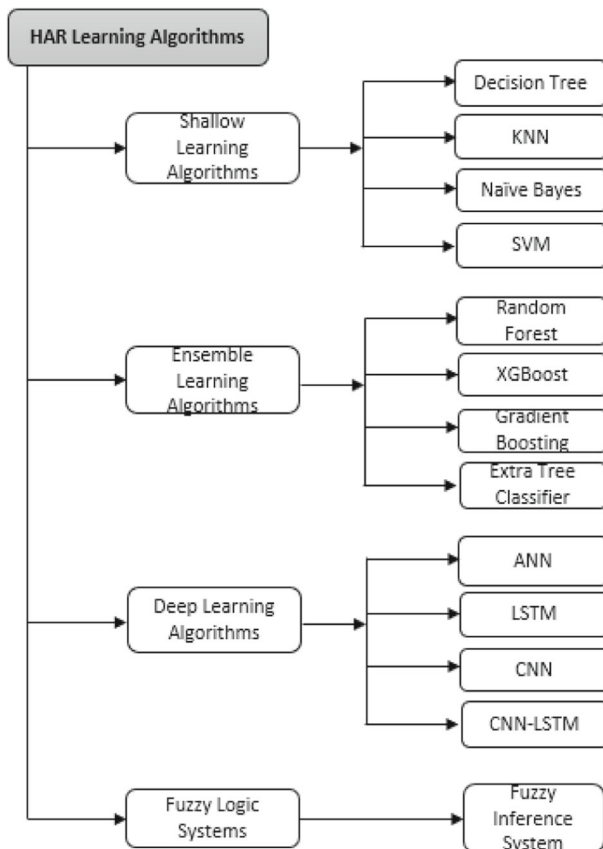 HAR Learning Algorithms
Shallow
Learning
Algorithms
Decision Tree
KNN
Naïve Bayes
SVM
Ensemble
Learning
Algorithms
Random
Forest
XGBoost
Gradient
Boosting
Extra Tree
Classifier
Deep Learning
Algorithms
ANN
LSTM
CNN
CNN-LSTM
Fuzzy Logic
Systems
Fuzzy
Inference
System